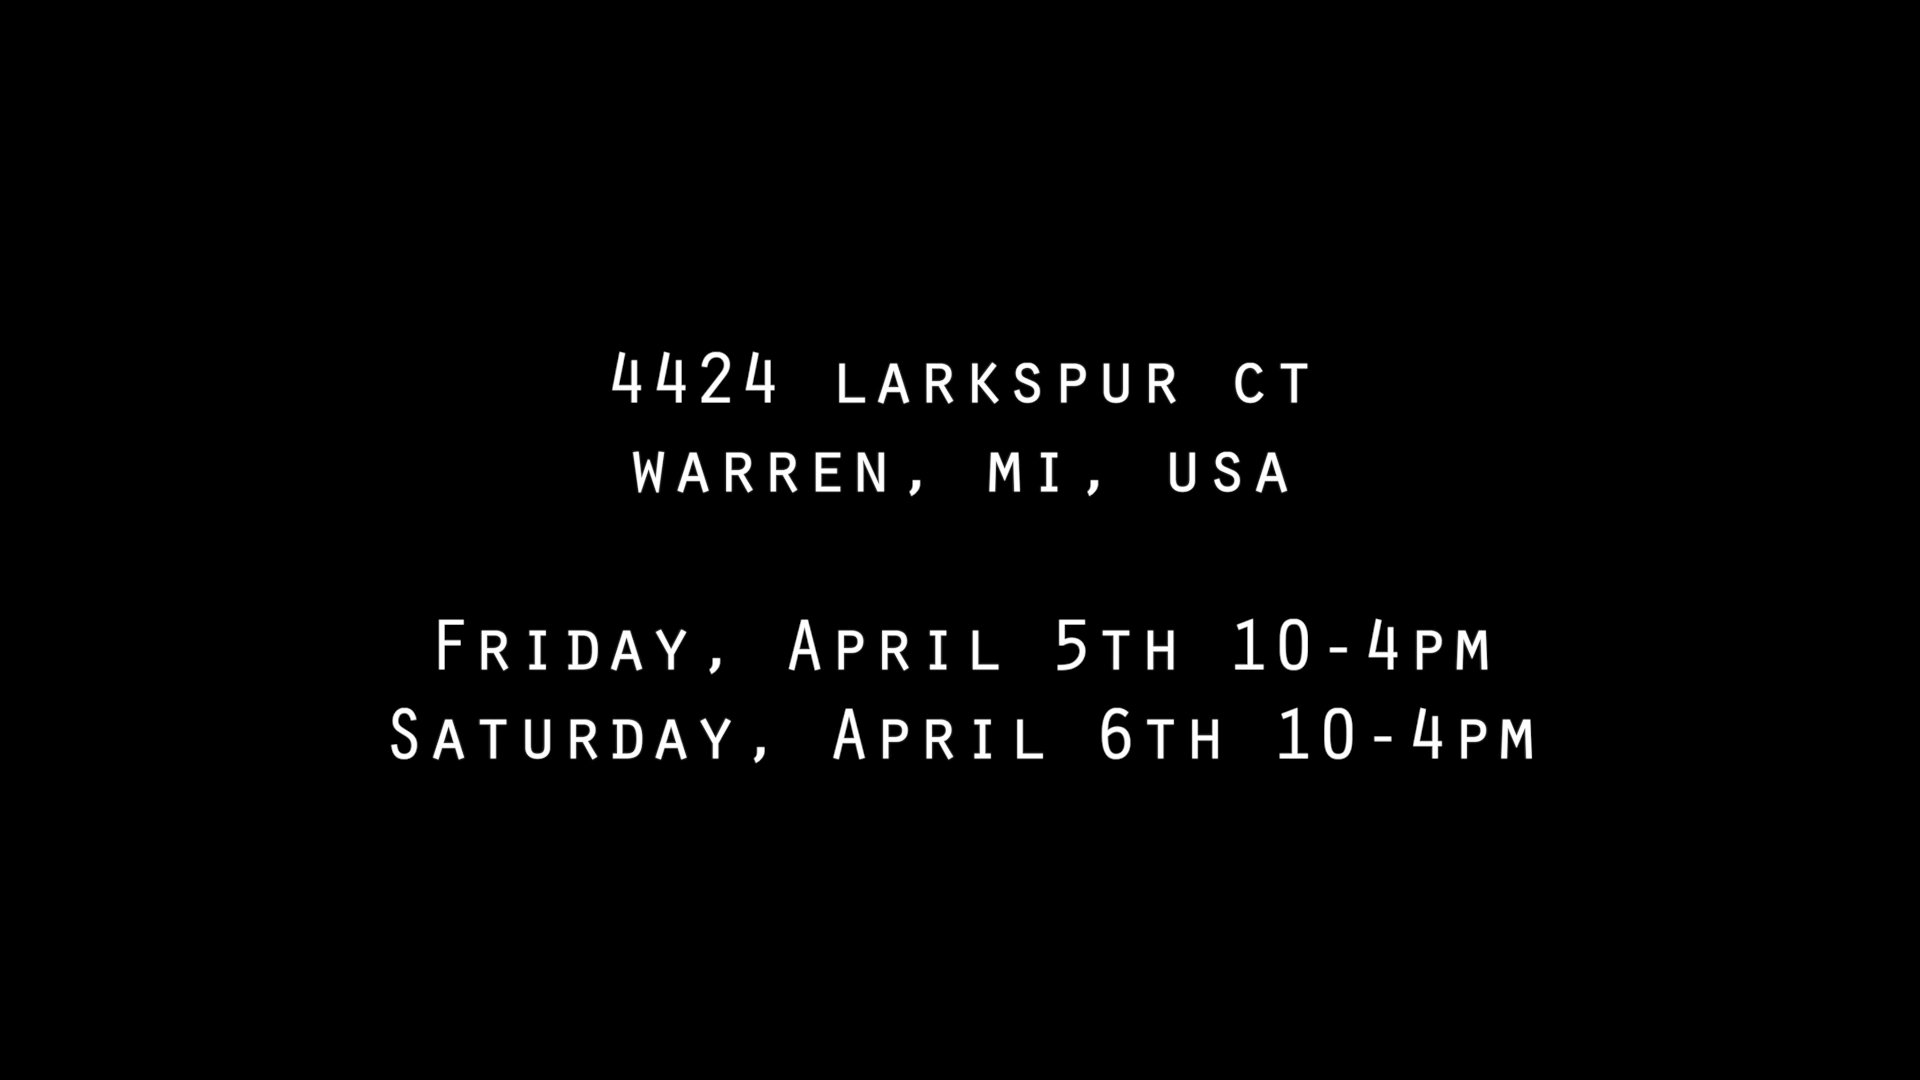 4424 LARKSPUR CT
WARREN, MI, USA
FRIDAY, APRIL 5TH 10-4PM
SATURDAY, APRIL 6TH 10-4PM